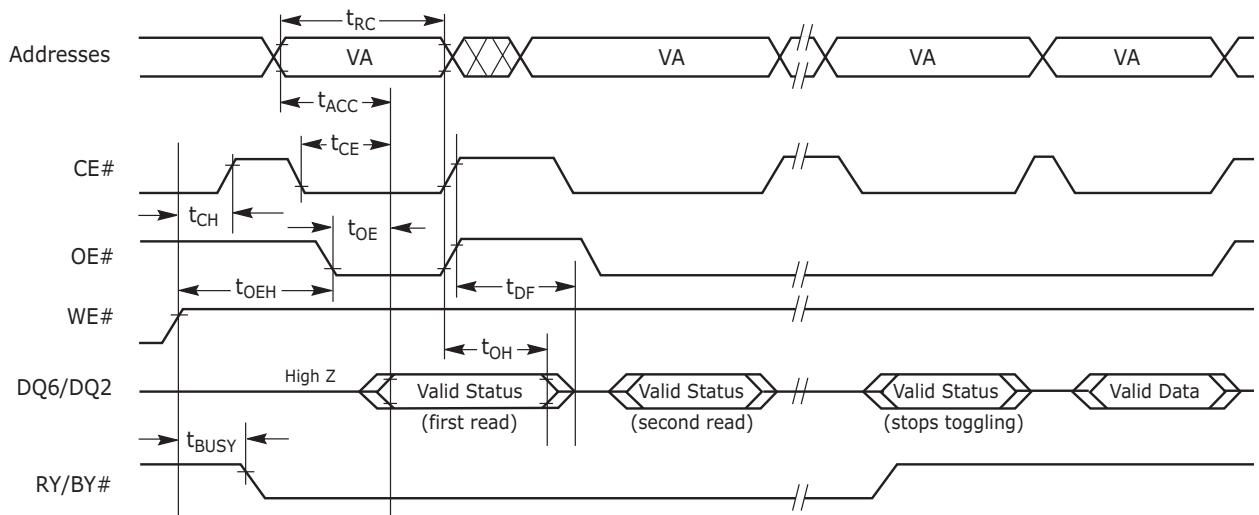 tRC
Addresses VA VA VA VA
tACC
tCE
CE#
tCH
tOE
OE#
tOEH
tDF
WE#
tOH
High Z
DQ6/DQ2 Valid Status Valid Status Valid Status Valid Data
(first read) (second read) (stops toggling)
tBUSY
RY/BY#